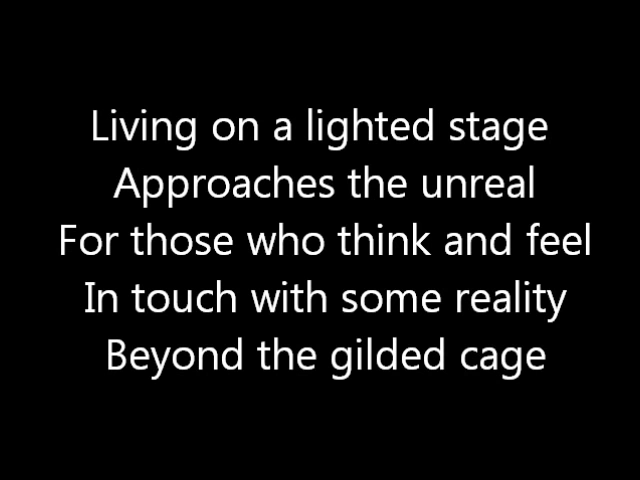 Living on a lighted stage
Approaches the unreal
For those who think and feel
In touch with some reality
Beyond the gilded cage